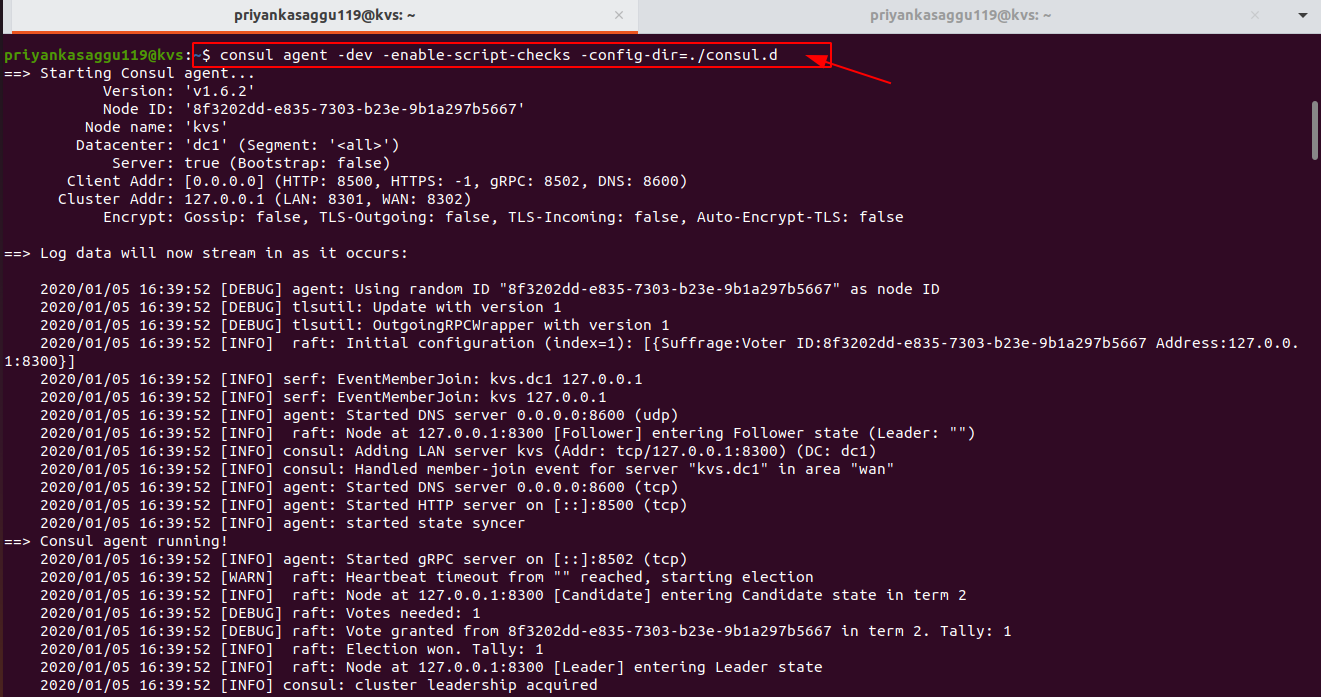 priyankasaggu119@kvs: ~ × priyankasaggu119@kvs: ~ ×
priyankasaggu119@kvs:~$ consul agent -dev -enable-script-checks -config-dir=./consul.d
==> Starting Consul agent...
Version: 'v1.6.2'
Node ID: '8f3202dd-e835-7303-b23e-9b1a297b5667'
Node name: 'kvs'
Datacenter: 'dc1' (Segment: '<all>')
Server: true (Bootstrap: false)
Client Addr: [0.0.0.0] (HTTP: 8500, HTTPS: -1, gRPC: 8502, DNS: 8600)
Cluster Addr: 127.0.0.1 (LAN: 8301, WAN: 8302)
Encrypt: Gossip: false, TLS-Outgoing: false, TLS-Incoming: false, Auto-Encrypt-TLS: false
==> Log data will now stream in as it occurs:
2020/01/05 16:39:52 [DEBUG] agent: Using random ID "8f3202dd-e835-7303-b23e-9b1a297b5667" as node ID
2020/01/05 16:39:52 [DEBUG] tlsutil: Update with version 1
2020/01/05 16:39:52 [DEBUG] tlsutil: OutgoingRPCWrapper with version 1
2020/01/05 16:39:52 [INFO]  raft: Initial configuration (index=1): [{Suffrage:Voter ID:8f3202dd-e835-7303-b23e-9b1a297b5667 Address:127.0.0.
1:8300}]
2020/01/05 16:39:52 [INFO] serf: EventMemberJoin: kvs.dc1 127.0.0.1
2020/01/05 16:39:52 [INFO] serf: EventMemberJoin: kvs 127.0.0.1
2020/01/05 16:39:52 [INFO] agent: Started DNS server 0.0.0.0:8600 (udp)
2020/01/05 16:39:52 [INFO]  raft: Node at 127.0.0.1:8300 [Follower] entering Follower state (Leader: "")
2020/01/05 16:39:52 [INFO] consul: Adding LAN server kvs (Addr: tcp/127.0.0.1:8300) (DC: dc1)
2020/01/05 16:39:52 [INFO] consul: Handled member-join event for server "kvs.dc1" in area "wan"
2020/01/05 16:39:52 [INFO] agent: Started DNS server 0.0.0.0:8600 (tcp)
2020/01/05 16:39:52 [INFO] agent: Started HTTP server on [::]:8500 (tcp)
2020/01/05 16:39:52 [INFO] agent: started state syncer
==> Consul agent running!
2020/01/05 16:39:52 [INFO] agent: Started gRPC server on [::]:8502 (tcp)
2020/01/05 16:39:52 [WARN]  raft: Heartbeat timeout from "" reached, starting election
2020/01/05 16:39:52 [INFO]  raft: Node at 127.0.0.1:8300 [Candidate] entering Candidate state in term 2
2020/01/05 16:39:52 [DEBUG] raft: Votes needed: 1
2020/01/05 16:39:52 [DEBUG] raft: Vote granted from 8f3202dd-e835-7303-b23e-9b1a297b5667 in term 2. Tally: 1
2020/01/05 16:39:52 [INFO]  raft: Election won. Tally: 1
2020/01/05 16:39:52 [INFO]  raft: Node at 127.0.0.1:8300 [Leader] entering Leader state
2020/01/05 16:39:52 [INFO] consul: cluster leadership acquired